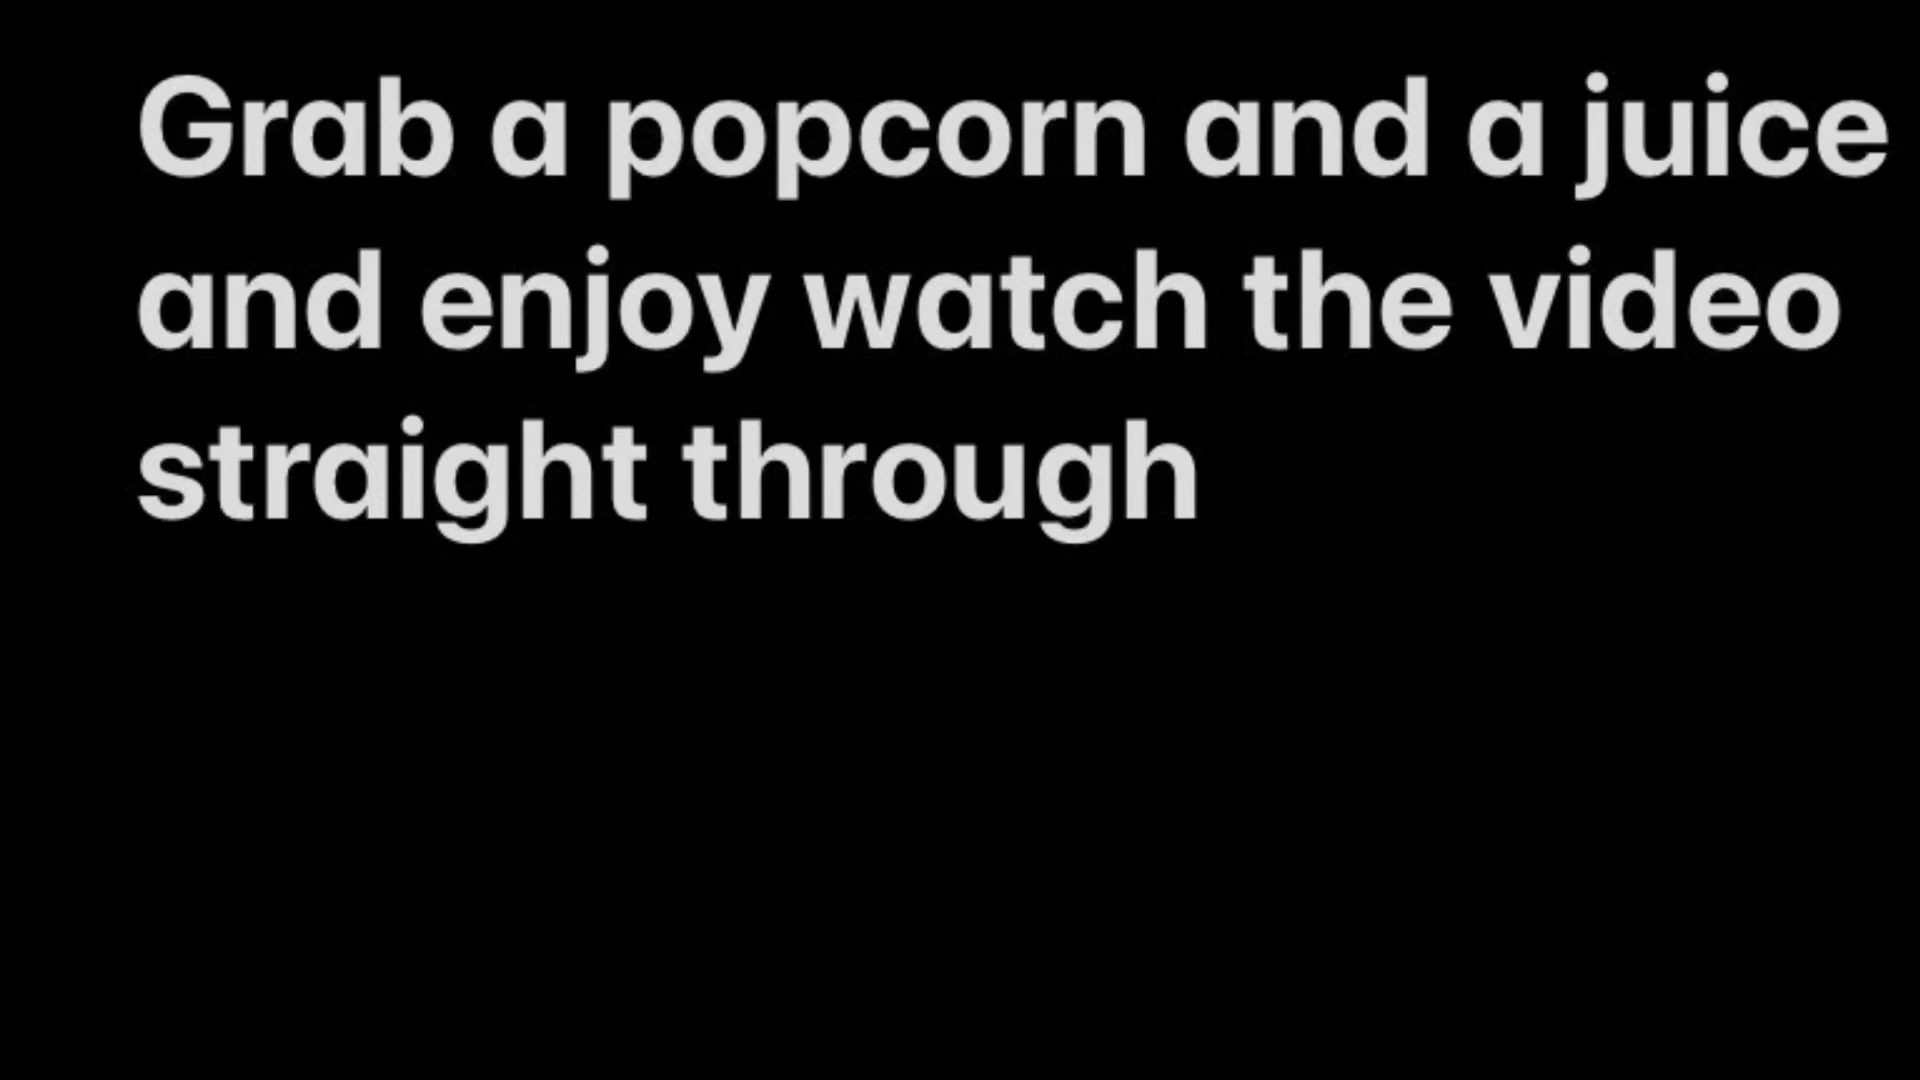 Grab a popcorn and a juice
and enjoy watch the video
straight through